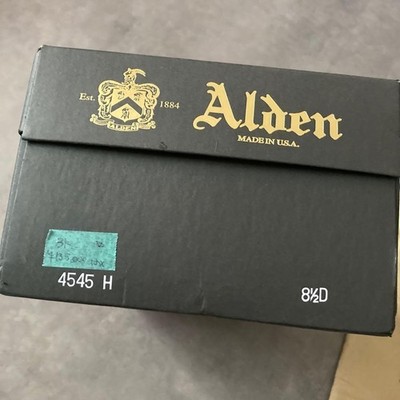 Est. 1884
ALDEN
Alden
MADE IN U.S.A.
4545 H
8½D